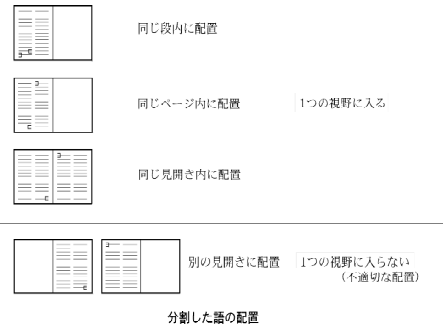 同じ段内に配置
同じページ内に配置
1つの視野に入る
同じ見開き内に配置
別の見開きに配置
1つの視野に入らない
（不適切な配置）
分割した語の配置